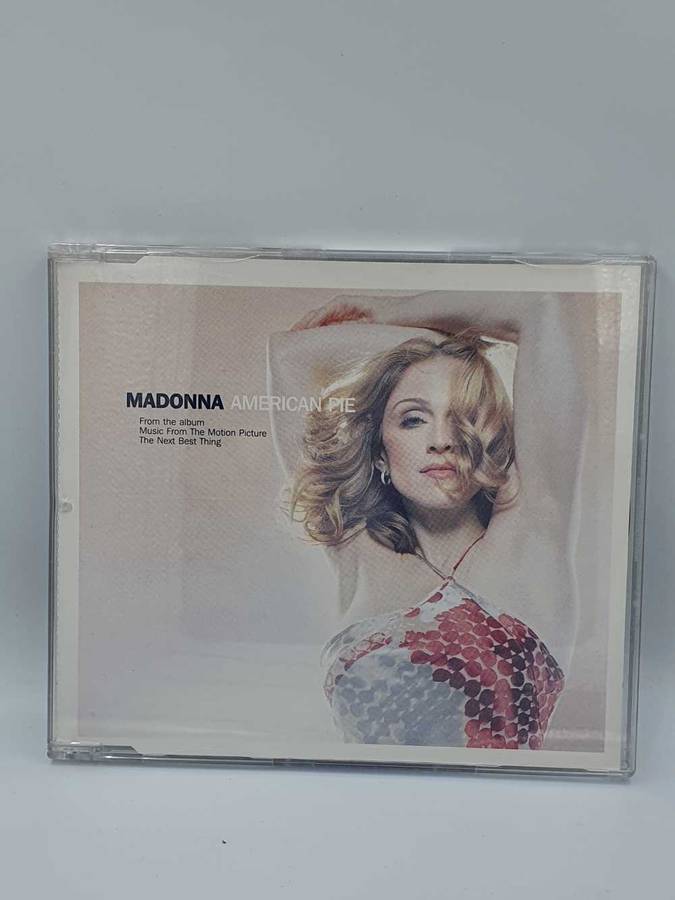 MADONNA AMERICAN PIE
From the album
Music From The Motion Picture
The Next Best Thing